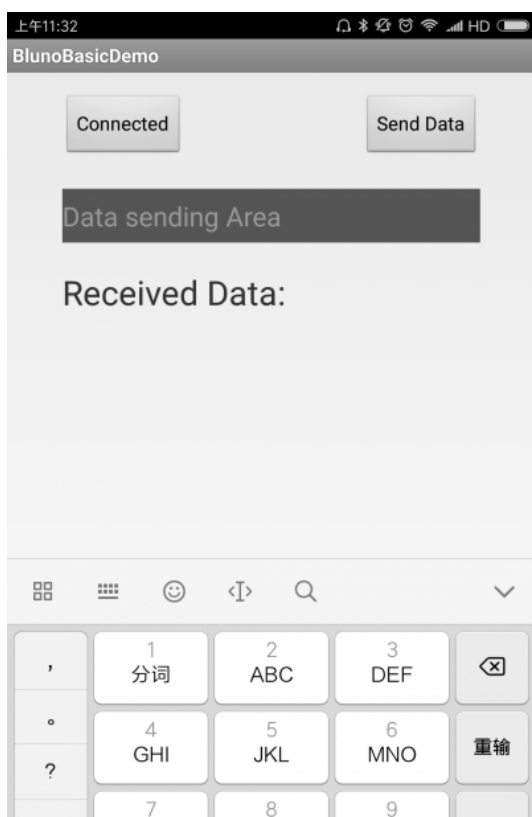 上午11:32 HD
BlunoBasicDemo
Connected Send Data
Data sending Area
Received Data:
, 1 2 3
分词 ABC DEF
。 4 5 6
GHI JKL MNO 重输
?
7 8 9